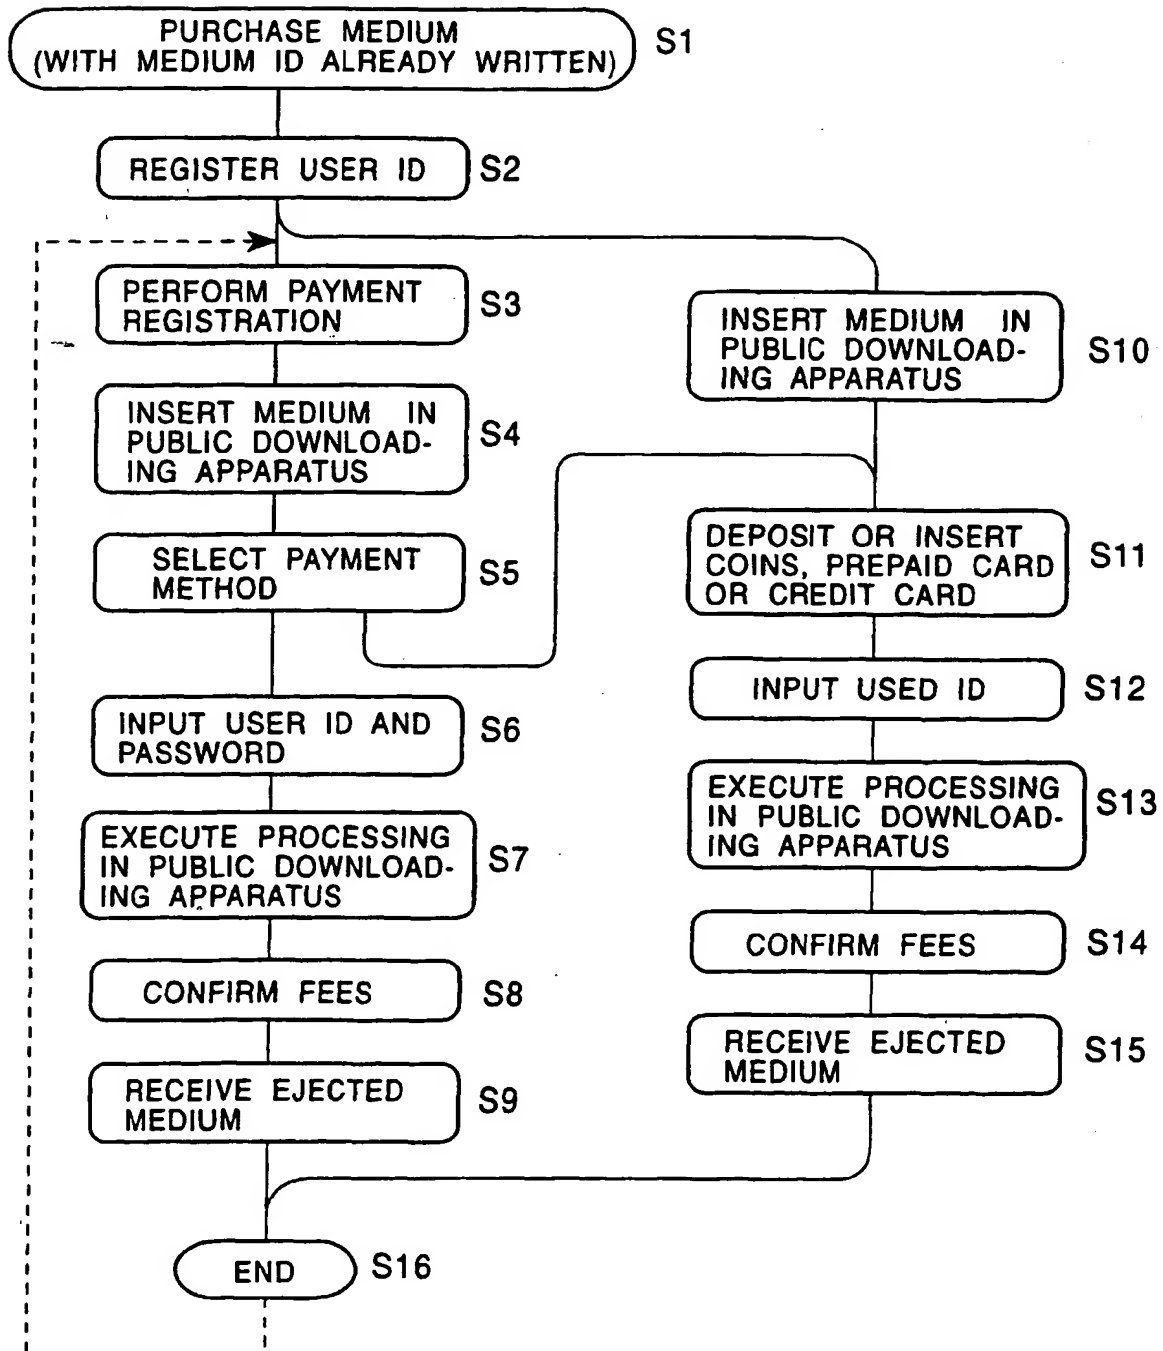 PURCHASE MEDIUM
(WITH MEDIUM ID ALREADY WRITTEN)
S1
REGISTER USER ID
S2
PERFORM PAYMENT
REGISTRATION
S3
INSERT MEDIUM IN
PUBLIC DOWNLOAD-
ING APPARATUS
S4
SELECT PAYMENT
METHOD
S5
INPUT USER ID AND
PASSWORD
S6
EXECUTE PROCESSING
IN PUBLIC DOWNLOAD-
ING APPARATUS
S7
CONFIRM FEES
S8
RECEIVE EJECTED
MEDIUM
S9
INSERT MEDIUM IN
PUBLIC DOWNLOAD-
ING APPARATUS
S10
DEPOSIT OR INSERT
COINS, PREPAID CARD
OR CREDIT CARD
S11
INPUT USED ID
S12
EXECUTE PROCESSING
IN PUBLIC DOWNLOAD-
ING APPARATUS
S13
CONFIRM FEES
S14
RECEIVE EJECTED
MEDIUM
S15
END
S16